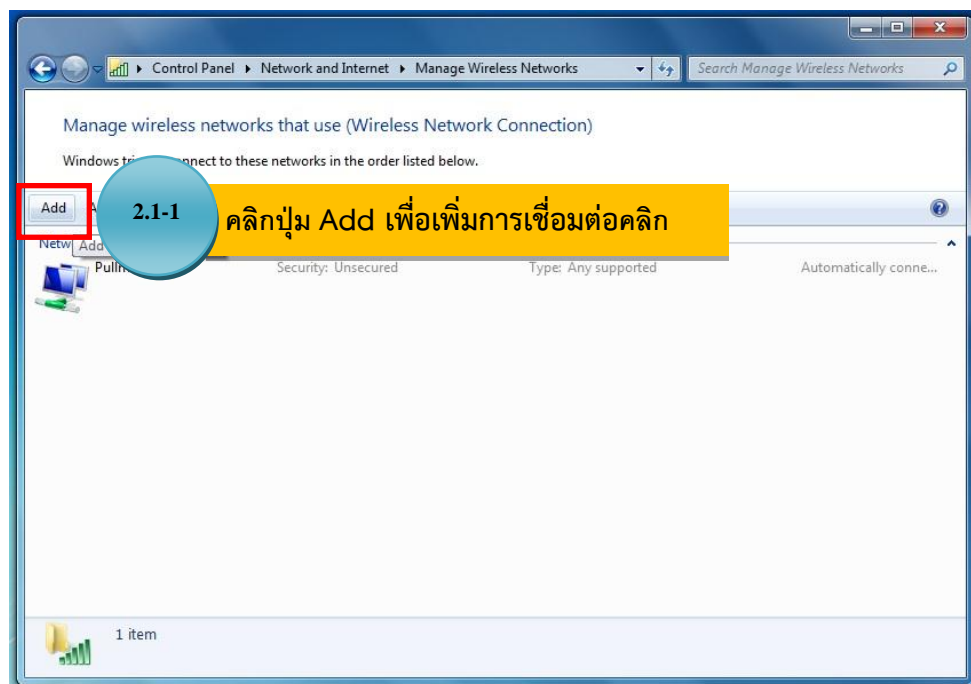 Control Panel ▸ Network and Internet ▸ Manage Wireless Networks
Search Manage Wireless Networks
Manage wireless networks that use (Wireless Network Connection)
Windows connect to these networks in the order listed below.
Add
2.1-1
คลิกปุ่ม Add เพื่อเพิ่มการเชื่อมต่อคลิก
Add
Security: Unsecured Type: Any supported Automatically conne...
1 item